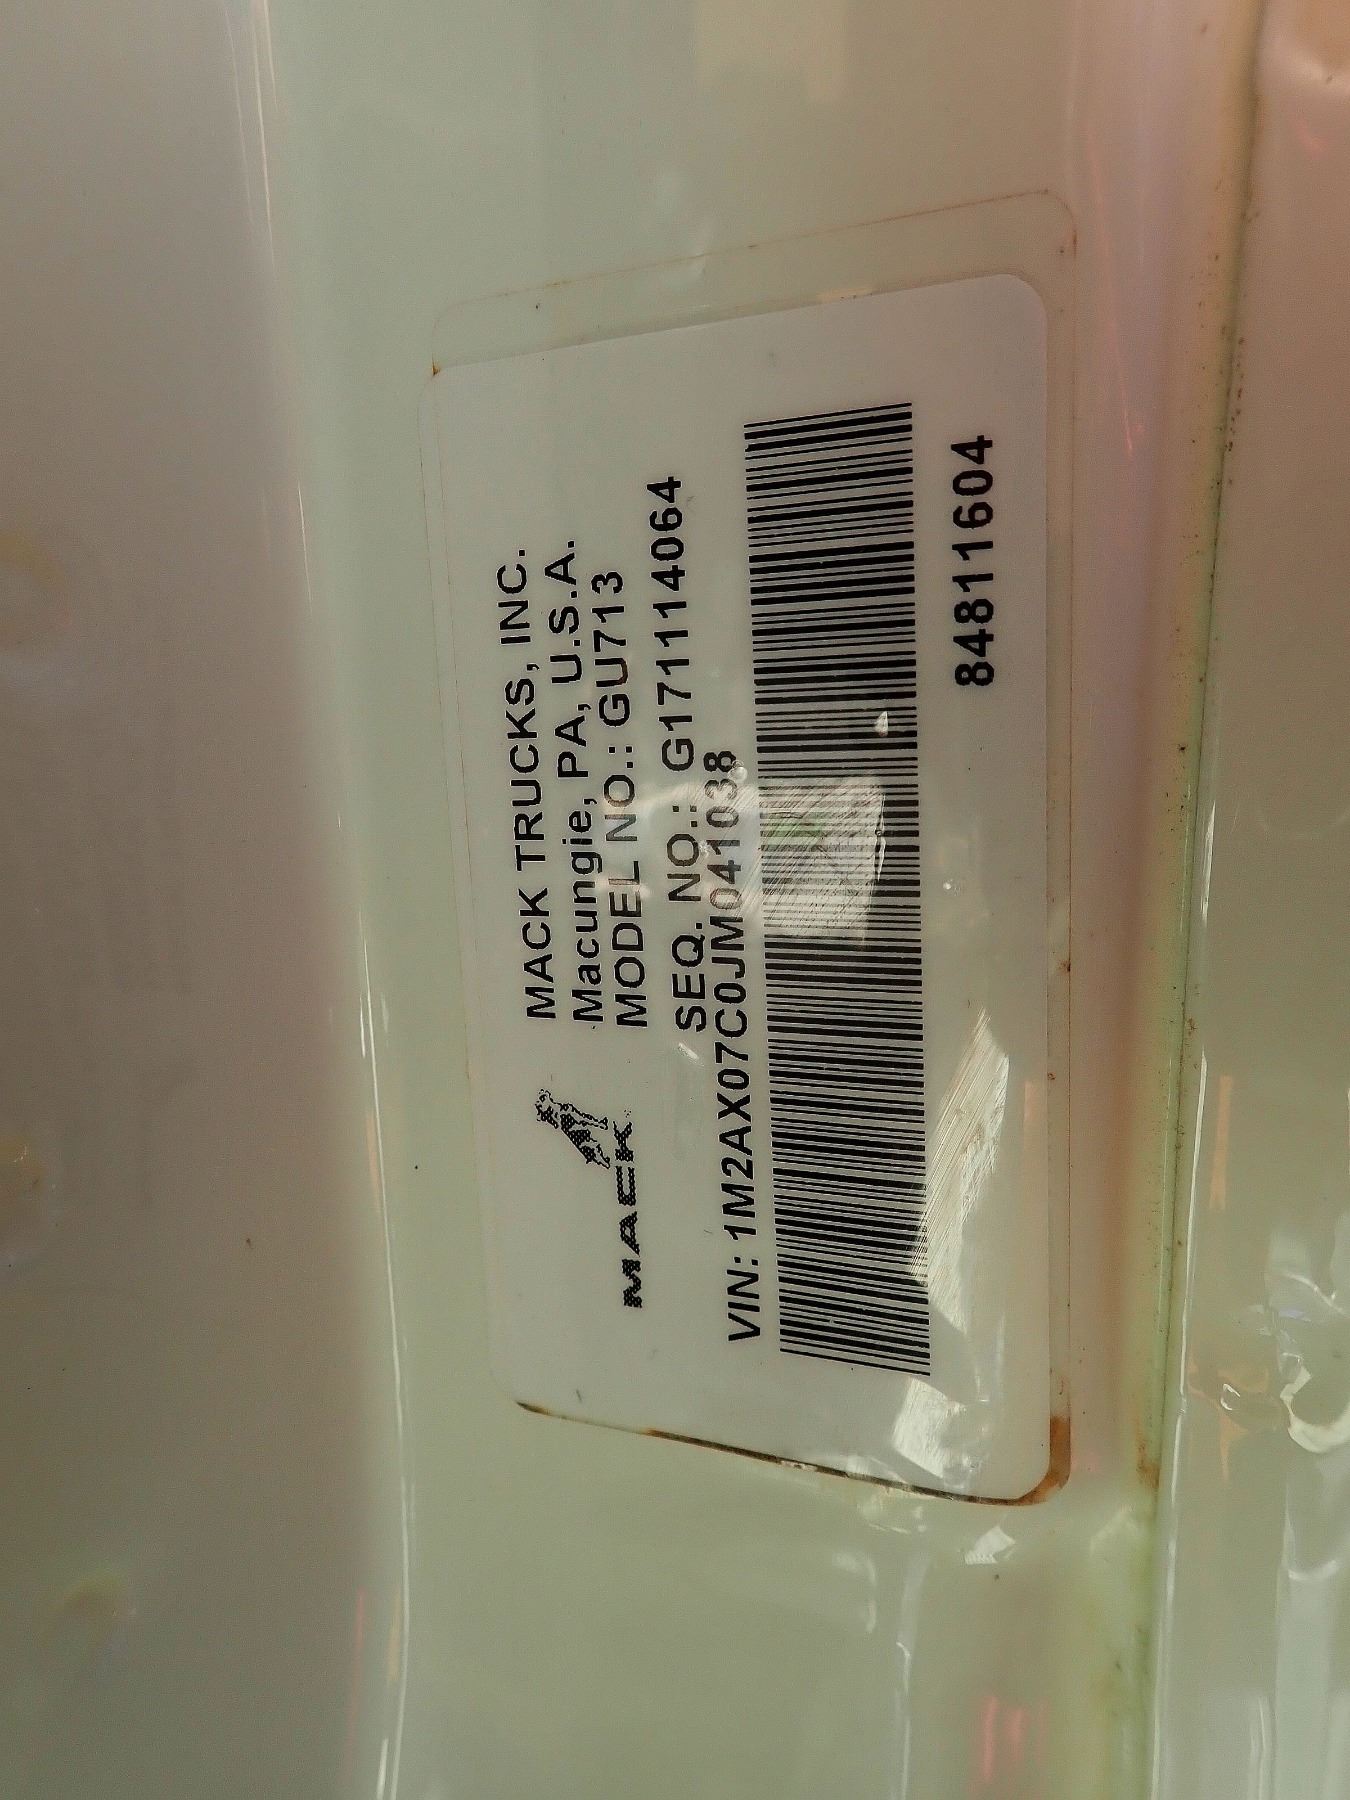 MACK
MACK TRUCKS, INC.
Macungie, PA, U.S.A.
MODEL NO.: GU713
SEQ. NO.: G171114064
VIN: 1M2AX07C0JM041038
84811604